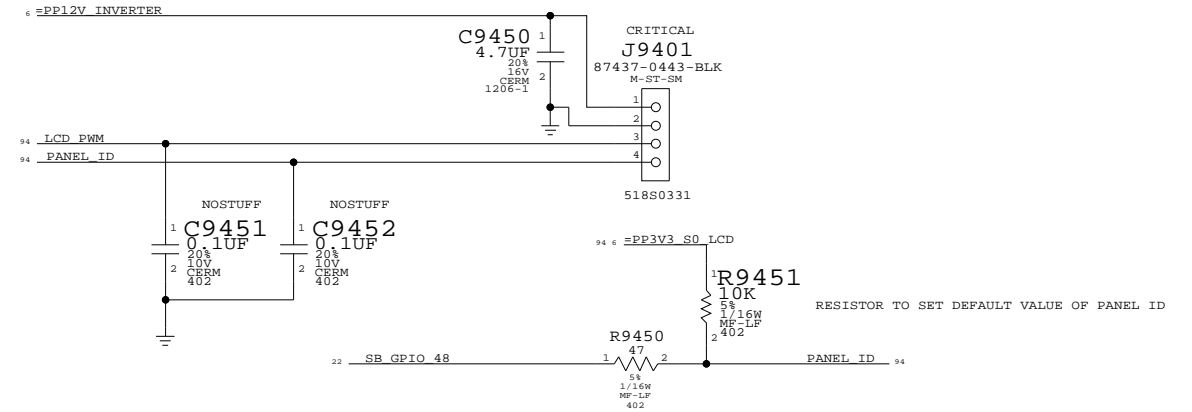 6 =PP12V_INVERTER
C9450
4.7UF
20%
16V
CERM
1206-1
1
2
CRITICAL
J9401
87437-0443-BLK
M-ST-SM
1
2
3
4
518S0331
94 LCD_PWM
94 PANEL_ID
NOSTUFF
C9451
0.1UF
20%
10V
CERM
402
1
2
NOSTUFF
C9452
0.1UF
20%
10V
CERM
402
1
2
94 6 =PP3V3_S0_LCD
1
R9451
10K
5%
1/16W
MF-LF
402
2
RESISTOR TO SET DEFAULT VALUE OF PANEL ID
22 SB_GPIO_48
R9450
47
1 2
5%
1/16W
MF-LF
402
PANEL_ID 94